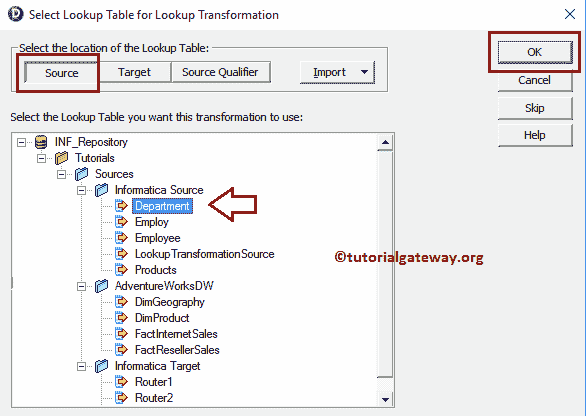 Select Lookup Table for Lookup Transformation
Select the location of the Lookup Table:
Source
Target
Source Qualifier
Import
OK
Cancel
Skip
Help
Select the Lookup Table you want this transformation to use:
INF_Repository
Tutorials
Sources
Informatica Source
Department
Employ
Employee
LookupTransformationSource
Products
AdventureWorksDW
DimGeography
DimProduct
FactInternetSales
FactResellerSales
Informatica Target
Router1
Router2
©tutorialgateway.org